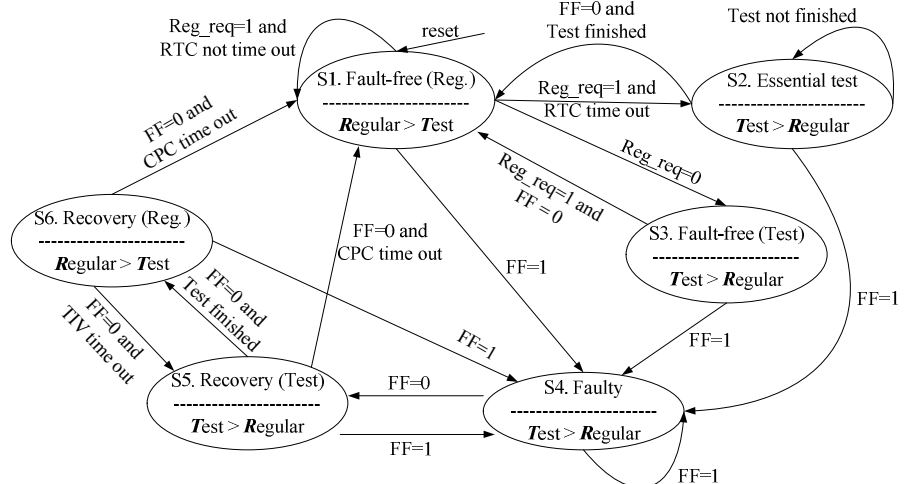 Reg_req=1 and
RTC not time out
reset
FF=0 and
Test finished
Test not finished
S1. Fault-free (Reg.)
Regular > Test
Reg_req=1 and
RTC time out
S2. Essential test
Test > Regular
FF=0 and
CPC time out
Reg_req=0
Reg_req=1 and
FF = 0
S6. Recovery (Reg.)
Regular > Test
FF=0 and
CPC time out
S3. Fault-free (Test)
Test > Regular
FF=1
FF=1
FF=0 and
Test finished
FF=0 and
TIV time out
FF=1
FF=1
S5. Recovery (Test)
Test > Regular
FF=0
S4. Faulty
Test > Regular
FF=1
FF=1